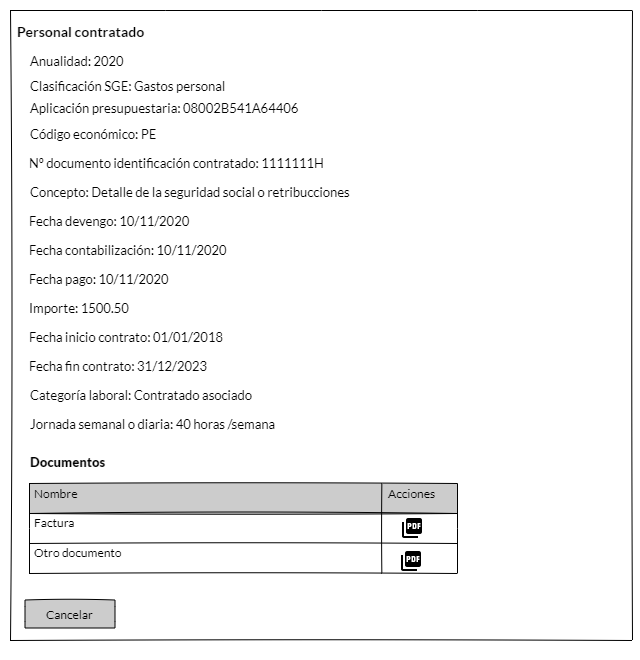 Personal contratado
Anualidad: 2020
Clasificación SGE: Gastos personal
Aplicación presupuestaria: 08002B541A64406
Código económico: PE
Nº documento identificación contratado: 1111111H
Concepto: Detalle de la seguridad social o retribucciones
Fecha devengo: 10/11/2020
Fecha contabilización: 10/11/2020
Fecha pago: 10/11/2020
Importe: 1500.50
Fecha inicio contrato: 01/01/2018
Fecha fin contrato: 31/12/2023
Categoría laboral: Contratado asociado
Jornada semanal o diaria: 40 horas /semana
Documentos
Nombre Acciones
Factura PDF
Otro documento PDF
Cancelar